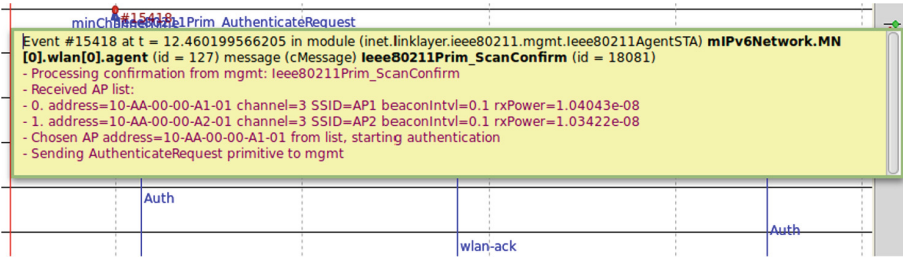 #15418
minChannelTime
Ieee80211Prim_AuthenticateRequest
Event #15418 at t = 12.460199566205 in module (inet.linklayer.ieee80211.mgmt.Ieee80211AgentSTA) mIPv6Network.MN
[0].wlan[0].agent (id = 127) message (cMessage) Ieee80211Prim_ScanConfirm (id = 18081)
- Processing confirmation from mgmt: Ieee80211Prim_ScanConfirm
- Received AP list:
- 0. address=10-AA-00-00-A1-01 channel=3 SSID=AP1 beaconIntvl=0.1 rxPower=1.04043e-08
- 1. address=10-AA-00-00-A2-01 channel=3 SSID=AP2 beaconIntvl=0.1 rxPower=1.03422e-08
- Chosen AP address=10-AA-00-00-A1-01 from list, starting authentication
- Sending AuthenticateRequest primitive to mgmt
Auth
Auth
wlan-ack